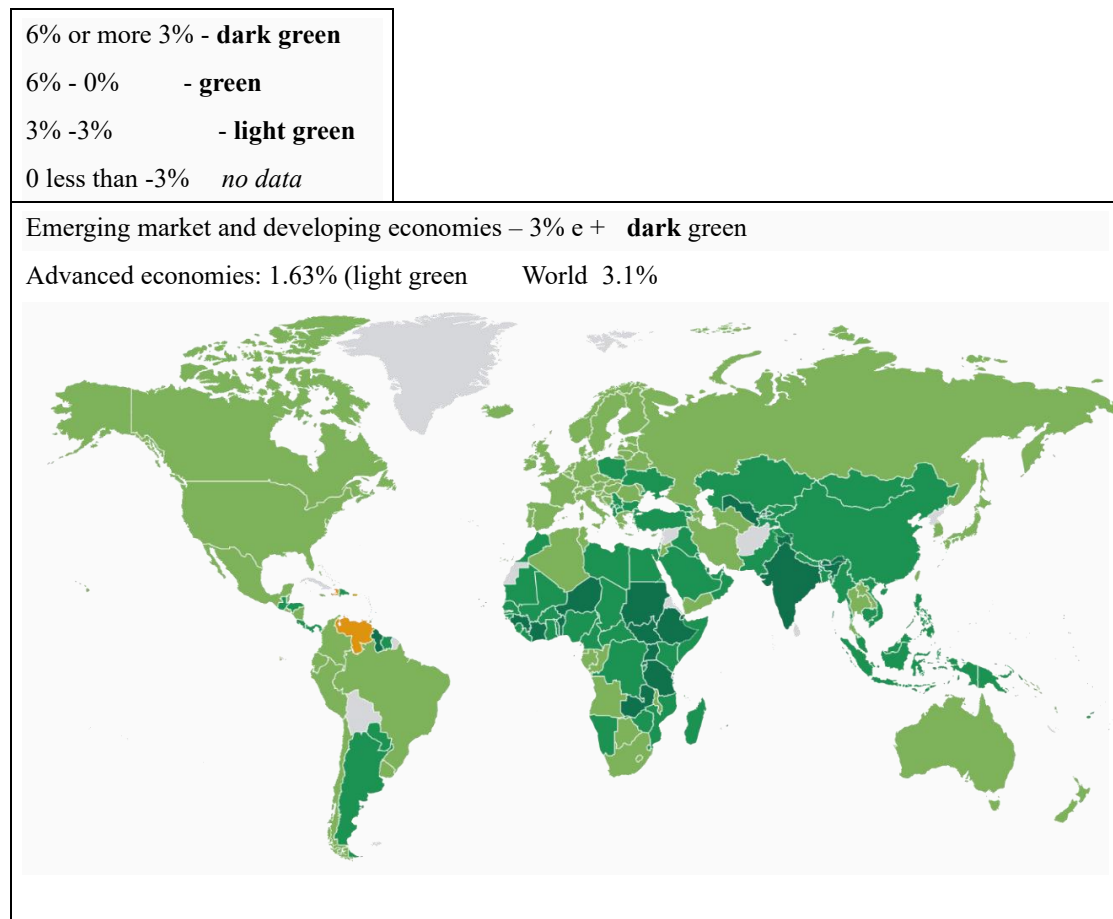 6% or more 3% - dark green
6% - 0% - green
3% -3% - light green
0 less than -3% no data
Emerging market and developing economies – 3% e + dark green
Advanced economies: 1.63% (light green World 3.1%